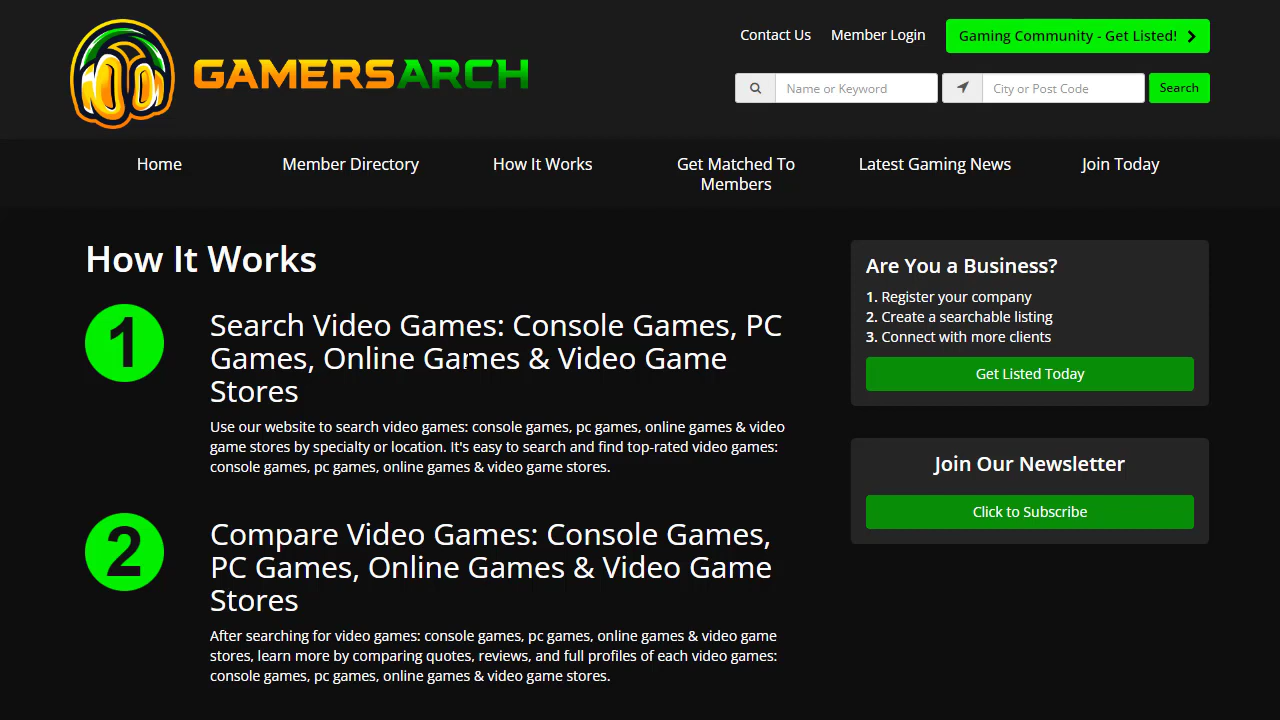 GAMERSARCH
Contact Us
Member Login
Gaming Community - Get Listed!
Name or Keyword
City or Post Code
Search
Home
Member Directory
How It Works
Get Matched To
Members
Latest Gaming News
Join Today
How It Works
1
Search Video Games: Console Games, PC
Games, Online Games & Video Game
Stores
Use our website to search video games: console games, pc games, online games & video
game stores by specialty or location. It's easy to search and find top-rated video games:
console games, pc games, online games & video game stores.
2
Compare Video Games: Console Games,
PC Games, Online Games & Video Game
Stores
After searching for video games: console games, pc games, online games & video game
stores, learn more by comparing quotes, reviews, and full profiles of each video games:
console games, pc games, online games & video game stores.
Are You a Business?
1. Register your company
2. Create a searchable listing
3. Connect with more clients
Get Listed Today
Join Our Newsletter
Click to Subscribe